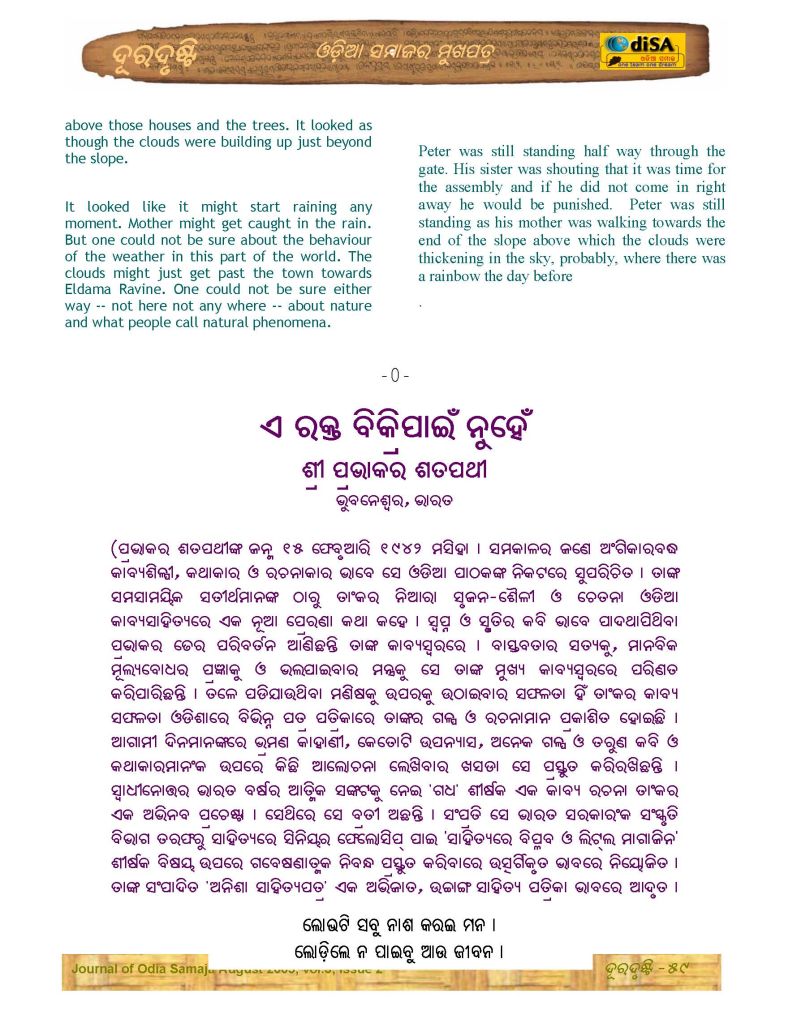 ଦୂରଦୃଷ୍ଟି
ଓଡ଼ିଆ ସମାଜର ମୁଖପତ୍ର
diSA
ଓଡିଆ ସମାଜ
one team one dream
above those houses and the trees. It looked as
though the clouds were building up just beyond
the slope.
It looked like it might start raining any
moment. Mother might get caught in the rain.
But one could not be sure about the behaviour
of the weather in this part of the world. The
clouds might just get past the town towards
Eldama Ravine. One could not be sure either
way -- not here not any where -- about nature
and what people call natural phenomena.
Peter was still standing half way through the
gate. His sister was shouting that it was time for
the assembly and if he did not come in right
away he would be punished. Peter was still
standing as his mother was walking towards the
end of the slope above which the clouds were
thickening in the sky, probably, where there was
a rainbow the day before
.
- 0 -
ଏ ରକ୍ତ ବିକ୍ରିପାଇଁ ନୁହେଁ
ଶ୍ରୀ ପ୍ରଭାକର ଶତପଥୀ
ଭୁବନେଶ୍ୱର, ଭାରତ
(ପ୍ରଭାକର ଶତପଥୀଙ୍କ ଜନ୍ମ ୧୫ ଫେବୃଆରି ୧୯୪୨ ମସିହା । ସମକାଳର ଜଣେ ଅଂଗିକାରବଦ୍ଧ
କାବ୍ୟଶିଳ୍ପୀ, କଥାକାର ଓ ରଚନାକାର ଭାବେ ସେ ଓଡିଆ ପାଠକଙ୍କ ନିକଟରେ ସୁପରିଚିତ । ତାଙ୍କ
ସମସାମୟିକ ସତୀର୍ଥମାନଙ୍କ ଠାରୁ ତାଂକର ନିଆରା ସୃଜନ-ଶୈଳୀ ଓ ଚେତନା ଓଡିଆ
କାବ୍ୟସାହିତ୍ୟରେ ଏକ ନୂଆ ପ୍ରେରଣା କଥା କହେ । ସ୍ୱପ୍ନ ଓ ସ୍ମୃତିର କବି ଭାବେ ପାଦଥାପିଥିବା
ପ୍ରଭାକର ଢେର ପରିବର୍ତନ ଆଣିଛନ୍ତି ତାଙ୍କ କାବ୍ୟସ୍ୱରରେ । ବାସ୍ତବତାର ସତ୍ୟକୁ, ମାନବିକ
ମୂଲ୍ୟବୋଧର ପ୍ରଜ୍ଞାକୁ ଓ ଭଲପାଇବାର ମନ୍ତ୍ରକୁ ସେ ତାଙ୍କ ମୁଖ୍ୟ କାବ୍ୟସ୍ୱରରେ ପରିଣତ
କରିପାରିଛନ୍ତି । ତଳେ ପଡିଯାଉଥିବା ମଣିଷକୁ ଉପରକୁ ଉଠାଇବାର ସଫଳତା ହିଁ ତାଂକର କାବ୍ୟ
ସଫଳତା ଓଡିଶାରେ ବିଭିନ୍ନ ପତ୍ର ପତ୍ରିକାରେ ତାଙ୍କର ଗଳ୍ପ ଓ ରଚନାମାନ ପ୍ରକାଶିତ ହୋଇଛି ।
ଆଗାମୀ ଦିନମାନଙ୍କରେ ଭ୍ରମଣ କାହାଣୀ, କେତୋଟି ଉପନ୍ୟାସ, ଅନେକ ଗଳ୍ପ ଓ ତରୁଣ କବି ଓ
କଥାକାରମାନଂକ ଉପରେ କିଛି ଆଲୋଚନା ଲେଖିବାର ଖସଡା ସେ ପ୍ରସ୍ତୁତ କରିରଖିଛନ୍ତି ।
ସ୍ୱାଧୀନୋତ୍ତର ଭାରତ ବର୍ଷର ଆତ୍ମିକ ସଙ୍କଟକୁ ନେଇ 'ଗଧ' ଶୀର୍ଷକ ଏକ କାବ୍ୟ ରଚନା ତାଂକର
ଏକ ଅଭିନବ ପ୍ରଚେଷ୍ଟା । ସେଥିରେ ସେ ବ୍ରତୀ ଅଛନ୍ତି । ସଂପ୍ରତି ସେ ଭାରତ ସରକାରଂକ ସଂସ୍କୃତି
ବିଭାଗ ତରଫରୁ ସାହିତ୍ୟରେ ସିନିୟର ଫେଲୋସିପ୍ ପାଇ 'ସାହିତ୍ୟରେ ବିପ୍ଳବ ଓ ଲିଟ୍ଲ ମାଗାଜିନ'
ଶୀର୍ଷକ ବିଷୟ ଉପରେ ଗବେଷଣାତ୍ମକ ନିବନ୍ଧ ପ୍ରସ୍ତୁତ କରିବାରେ ଉତ୍ସର୍ଗିକୃତ ଭାବରେ ନିୟୋଜିତ ।
ତାଙ୍କ ସଂପାଦିତ 'ଅନିଶା ସାହିତ୍ୟପତ୍ର' ଏକ ଅଭିଜାତ, ଉଚ୍ଚାଙ୍ଗ ସାହିତ୍ୟ ପତ୍ରିକା ଭାବରେ ଆଦୃତ ।
ଲୋଭଟି ସବୁ ନାଶ କରଇ ମନ ।
ଲୋଡ଼ିଲେ ନ ପାଇବୁ ଆଉ ଜୀବନ ।
Journal of Odia Samaja August 2005, Vol.3, Issue 2
ଦୂରଦୃଷ୍ଟି - ୫୯